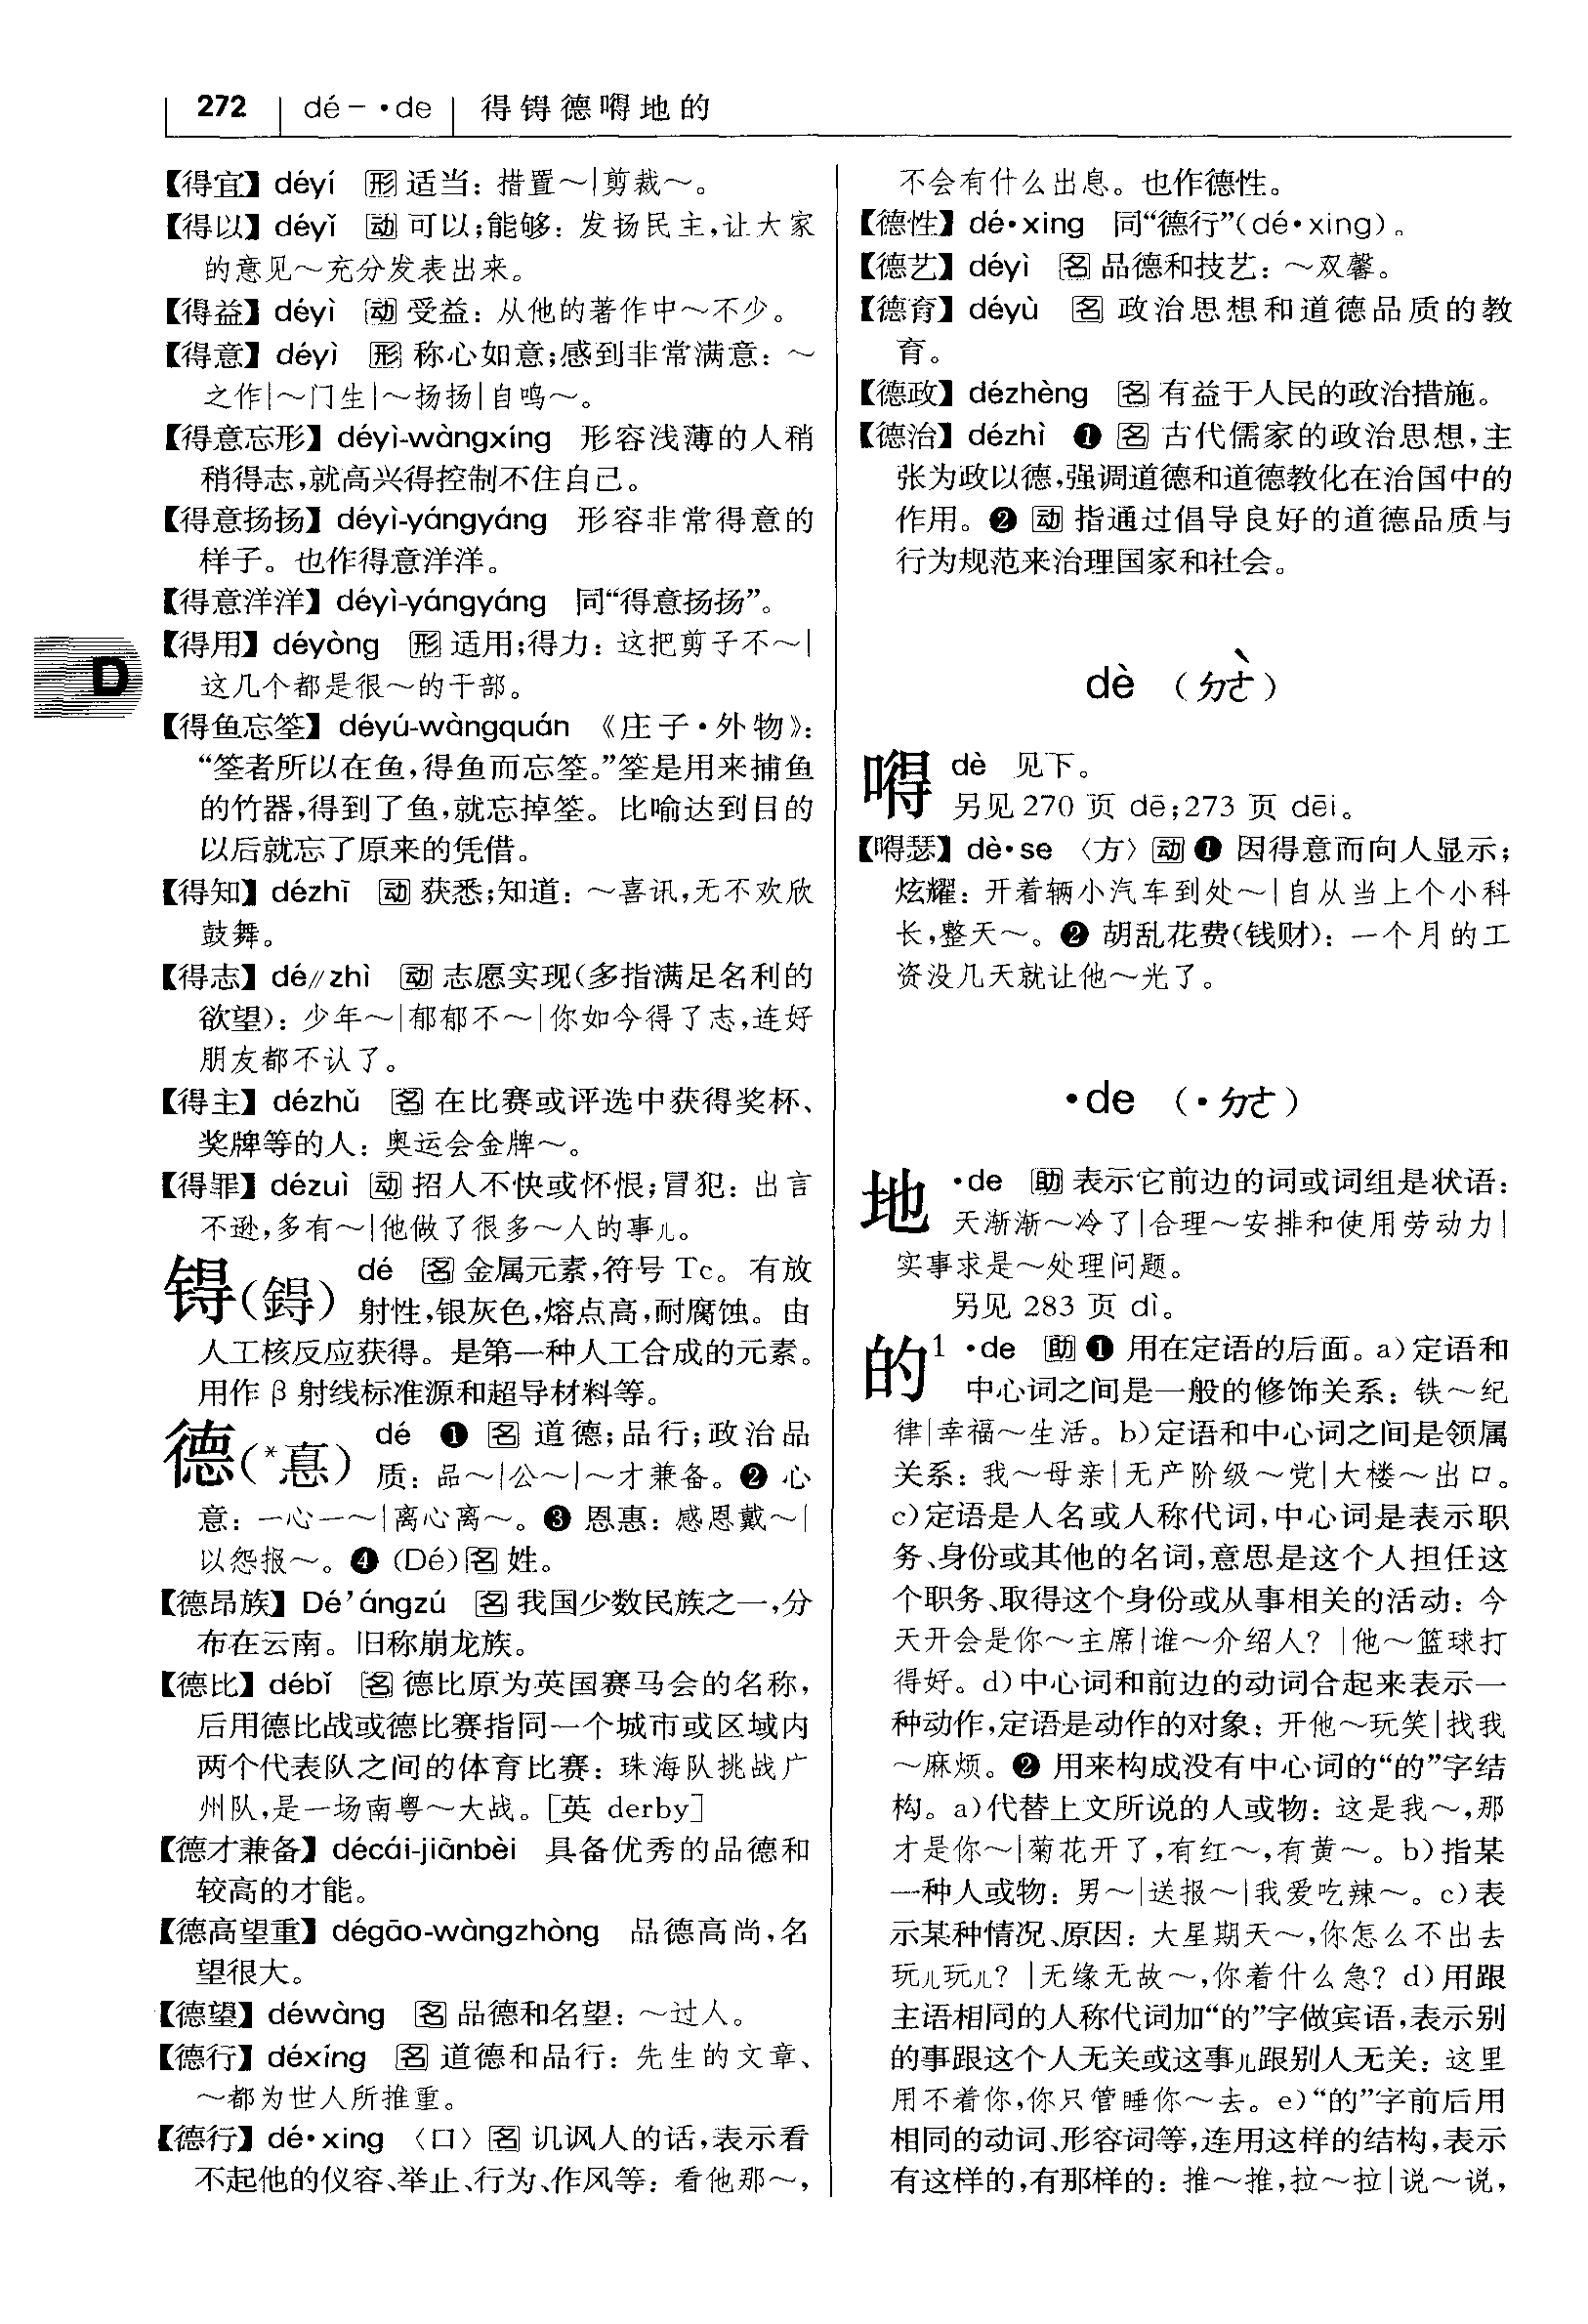 272 dé－·de 得锝德嘚地的
【得宜】déyí 形 适当：措置～|剪裁～。
【得以】déyǐ 动 可以；能够：发扬民主，让大家
的意见～充分发表出来。
【得益】déyì 动 受益：从他的著作中～不少。
【得意】déyì 形 称心如意；感到非常满意：～
之作|～门生|～扬扬|自鸣～。
【得意忘形】déyì-wàngxíng 形容浅薄的人稍
稍得志，就高兴得控制不住自己。
【得意扬扬】déyì-yángyáng 形容非常得意的
样子。也作得意洋洋。
【得意洋洋】déyì-yángyáng 同“得意扬扬”。
D
【得用】déyòng 形 适用；得力：这把剪子不～|
这几个都是很～的干部。
【得鱼忘筌】déyú-wàngquán 《庄子·外物》：
“筌者所以在鱼，得鱼而忘筌。”筌是用来捕鱼
的竹器，得到了鱼，就忘掉筌。比喻达到目的
以后就忘了原来的凭借。
【得知】dézhī 动 获悉；知道：～喜讯，无不欢欣
鼓舞。
【得志】dé//zhì 动 志愿实现（多指满足名利的
欲望）：少年～|郁郁不～|你如今得了志，连好
朋友都不认了。
【得主】dézhǔ 名 在比赛或评选中获得奖杯、
奖牌等的人：奥运会金牌～。
【得罪】dézuì 动 招人不快或怀恨；冒犯：出言
不逊，多有～|他做了很多～人的事儿。
锝（鍀） dé 名 金属元素，符号 Tc。有放
射性，银灰色，熔点高，耐腐蚀。由
人工核反应获得。是第一种人工合成的元素。
用作 β 射线标准源和超导材料等。
德（*惪） dé ❶ 名 道德；品行；政治品
质：品～|公～|～才兼备。❷ 心
意：一心一～|离心离～。❸ 恩惠：感恩戴～|
以怨报～。❹ (Dé) 名 姓。
【德昂族】Dé’ángzú 名 我国少数民族之一，分
布在云南。旧称崩龙族。
【德比】débǐ 名 德比原为英国赛马会的名称，
后用德比战或德比赛指同一个城市或区域内
两个代表队之间的体育比赛：珠海队挑战广
州队，是一场南粤～大战。[英 derby]
【德才兼备】décái-jiānbèi 具备优秀的品德和
较高的才能。
【德高望重】dégāo-wàngzhòng 品德高尚，名
望很大。
【德望】déwàng 名 品德和名望：～过人。
【德行】déxíng 名 道德和品行：先生的文章、
～都为世人所推重。
【德行】dé·xing 〈口〉名 讥讽人的话，表示看
不起他的仪容、举止、行为、作风等：看他那～，
不会有什么出息。也作德性。
【德性】dé·xing 同“德行”(dé·xing)。
【德艺】déyì 名 品德和技艺：～双馨。
【德育】déyù 名 政治思想和道德品质的教
育。
【德政】dézhèng 名 有益于人民的政治措施。
【德治】dézhì ❶ 名 古代儒家的政治思想，主
张为政以德，强调道德和道德教化在治国中的
作用。❷ 动 指通过倡导良好的道德品质与
行为规范来治理国家和社会。
dè （ㄉㄜˋ）
嘚 dè 见下。
另见 270 页 dē；273 页 dēi。
【嘚瑟】dè·se 〈方〉动 ❶ 因得意而向人显示；
炫耀：开着辆小汽车到处～|自从当上个小科
长，整天～。❷ 胡乱花费（钱财）：一个月的工
资没几天就让他～光了。
·de （·ㄉㄜ）
地 ·de 助 表示它前边的词或词组是状语：
天渐渐～冷了|合理～安排和使用劳动力|
实事求是～处理问题。
另见 283 页 dì。
的¹ ·de 助 ❶ 用在定语的后面。a）定语和
中心词之间是一般的修饰关系：铁～纪
律|幸福～生活。b）定语和中心词之间是领属
关系：我～母亲|无产阶级～党|大楼～出口。
c）定语是人名或人称代词，中心词是表示职
务、身份或其他的名词，意思是这个人担任这
个职务、取得这个身份或从事相关的活动：今
天开会是你～主席|谁～介绍人？|他～篮球打
得好。d）中心词和前边的动词合起来表示一
种动作，定语是动作的对象：开他～玩笑|找我
～麻烦。❷ 用来构成没有中心词的“的”字结
构。a）代替上文所说的人或物：这是我～，那
才是你～|菊花开了，有红～，有黄～。b）指某
一种人或物：男～|送报～|我爱吃辣～。c）表
示某种情况、原因：大星期天～，你怎么不出去
玩儿玩儿？|无缘无故～，你着什么急？d）用跟
主语相同的人称代词加“的”字做宾语，表示别
的事跟这个人无关或这事儿跟别人无关：这里
用不着你，你只管睡你～去。e）“的”字前后用
相同的动词、形容词等，连用这样的结构，表示
有这样的，有那样的：推～推，拉～拉|说～说，